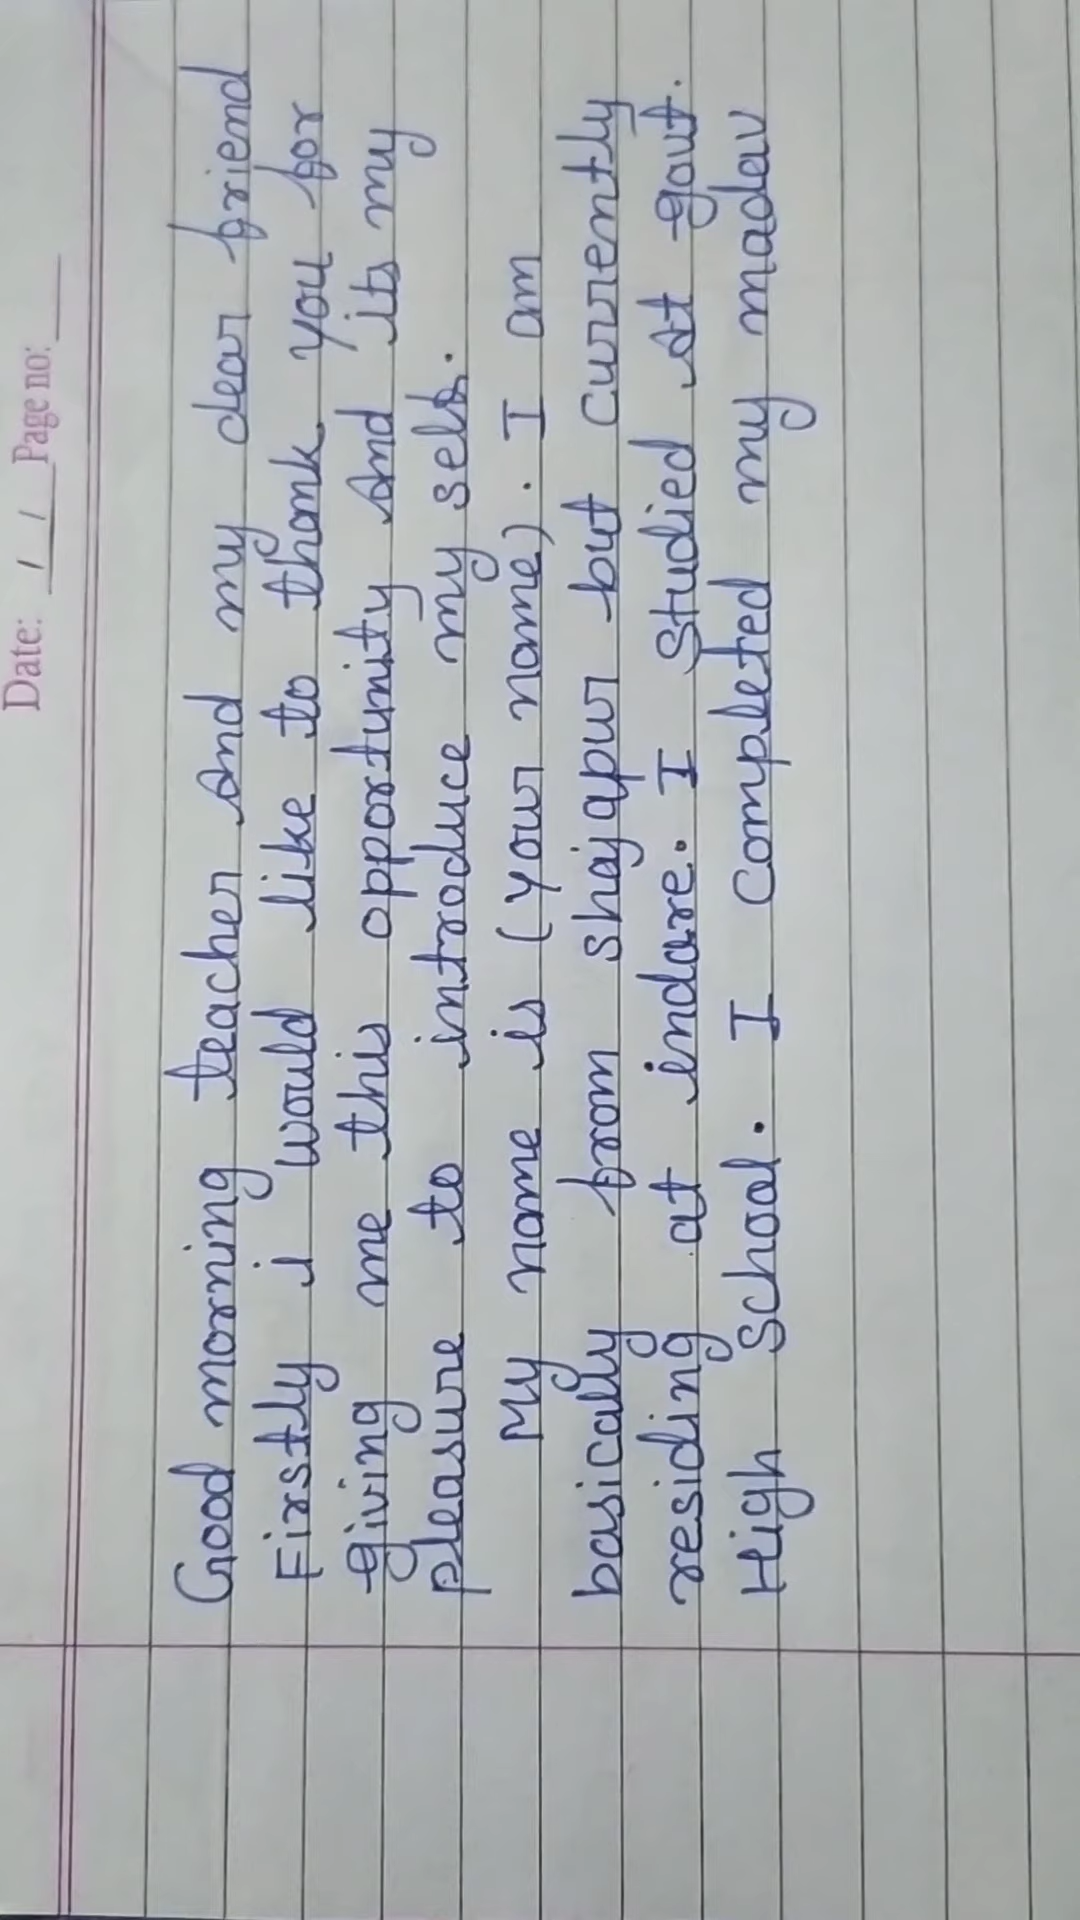 Date: / / Page no:
Good morning teacher and my dear friend
Firstly i would like to thank you for
giving me this opportunity and its my
pleasure to introduce my self.
My name is (your name). I am
basically from shajapur but currently
residing at indore. I studied at govt.
High School. I completed my madev